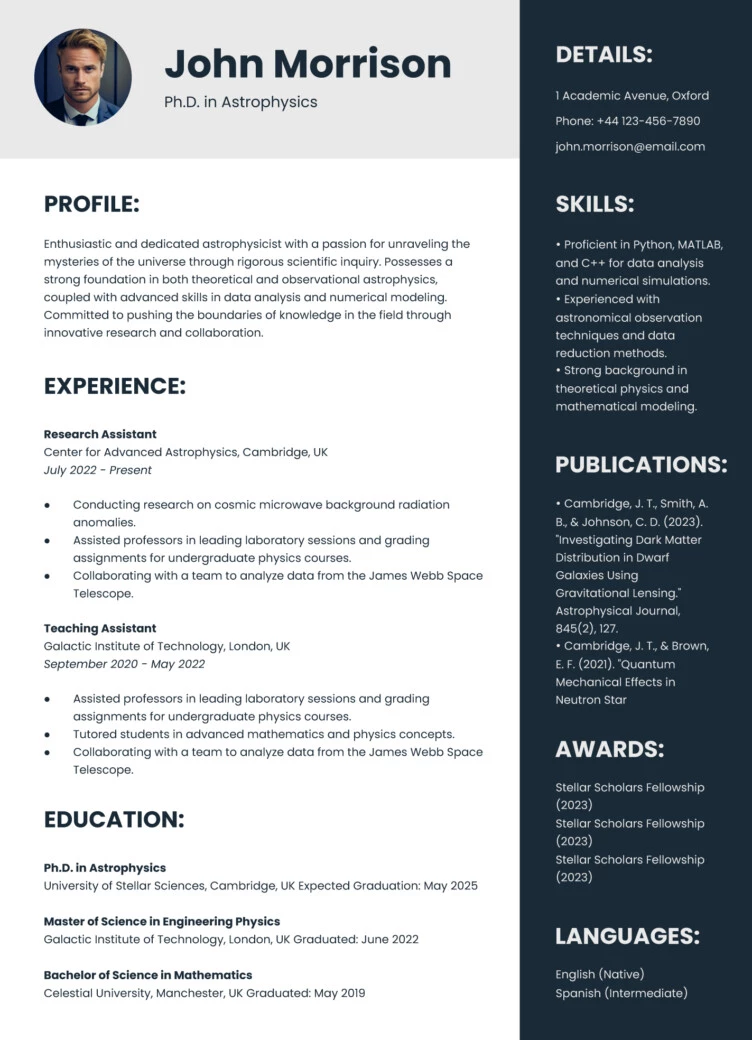 John Morrison
Ph.D. in Astrophysics
PROFILE:
Enthusiastic and dedicated astrophysicist with a passion for unraveling the
mysteries of the universe through rigorous scientific inquiry. Possesses a
strong foundation in both theoretical and observational astrophysics,
coupled with advanced skills in data analysis and numerical modeling.
Committed to pushing the boundaries of knowledge in the field through
innovative research and collaboration.
EXPERIENCE:
Research Assistant
Center for Advanced Astrophysics, Cambridge, UK
July 2022 - Present
● Conducting research on cosmic microwave background radiation
anomalies.
● Assisted professors in leading laboratory sessions and grading
assignments for undergraduate physics courses.
● Collaborating with a team to analyze data from the James Webb Space
Telescope.
Teaching Assistant
Galactic Institute of Technology, London, UK
September 2020 - May 2022
● Assisted professors in leading laboratory sessions and grading
assignments for undergraduate physics courses.
● Tutored students in advanced mathematics and physics concepts.
● Collaborating with a team to analyze data from the James Webb Space
Telescope.
EDUCATION:
Ph.D. in Astrophysics
University of Stellar Sciences, Cambridge, UK Expected Graduation: May 2025
Master of Science in Engineering Physics
Galactic Institute of Technology, London, UK Graduated: June 2022
Bachelor of Science in Mathematics
Celestial University, Manchester, UK Graduated: May 2019
DETAILS:
1 Academic Avenue, Oxford
Phone: +44 123-456-7890
john.morrison@email.com
SKILLS:
• Proficient in Python, MATLAB,
and C++ for data analysis
and numerical simulations.
• Experienced with
astronomical observation
techniques and data
reduction methods.
• Strong background in
theoretical physics and
mathematical modeling.
PUBLICATIONS:
• Cambridge, J. T., Smith, A.
B., & Johnson, C. D. (2023).
"Investigating Dark Matter
Distribution in Dwarf
Galaxies Using
Gravitational Lensing."
Astrophysical Journal,
845(2), 127.
• Cambridge, J. T., & Brown,
E. F. (2021). "Quantum
Mechanical Effects in
Neutron Star
AWARDS:
Stellar Scholars Fellowship
(2023)
Stellar Scholars Fellowship
(2023)
Stellar Scholars Fellowship
(2023)
LANGUAGES:
English (Native)
Spanish (Intermediate)